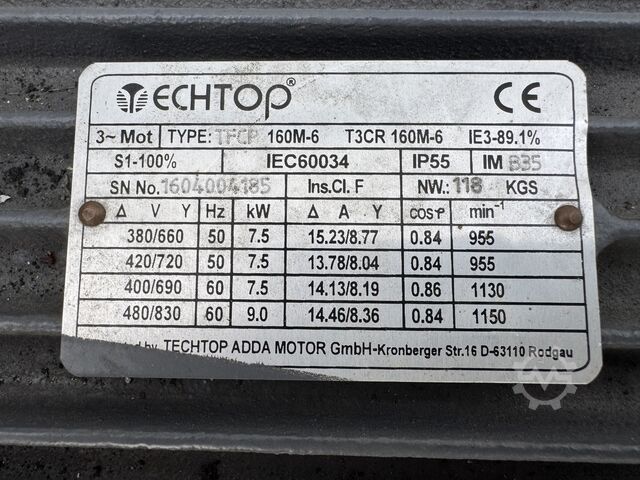 TECHTOP® CE
3~ Mot TYPE: TFCP 160M-6 T3CR 160M-6 IE3-89.1%
S1-100% IEC60034 IP55 IM B35
SN No.1604004185 Ins.Cl. F NW.: 118 KGS
Δ V Y Hz kW Δ A Y cosφ min⁻¹
380/660 50 7.5 15.23/8.77 0.84 955
420/720 50 7.5 13.78/8.04 0.84 955
400/690 60 7.5 14.13/8.19 0.86 1130
480/830 60 9.0 14.46/8.36 0.84 1150
by TECHTOP ADDA MOTOR GmbH-Kronberger Str.16 D-63110 Rodgau